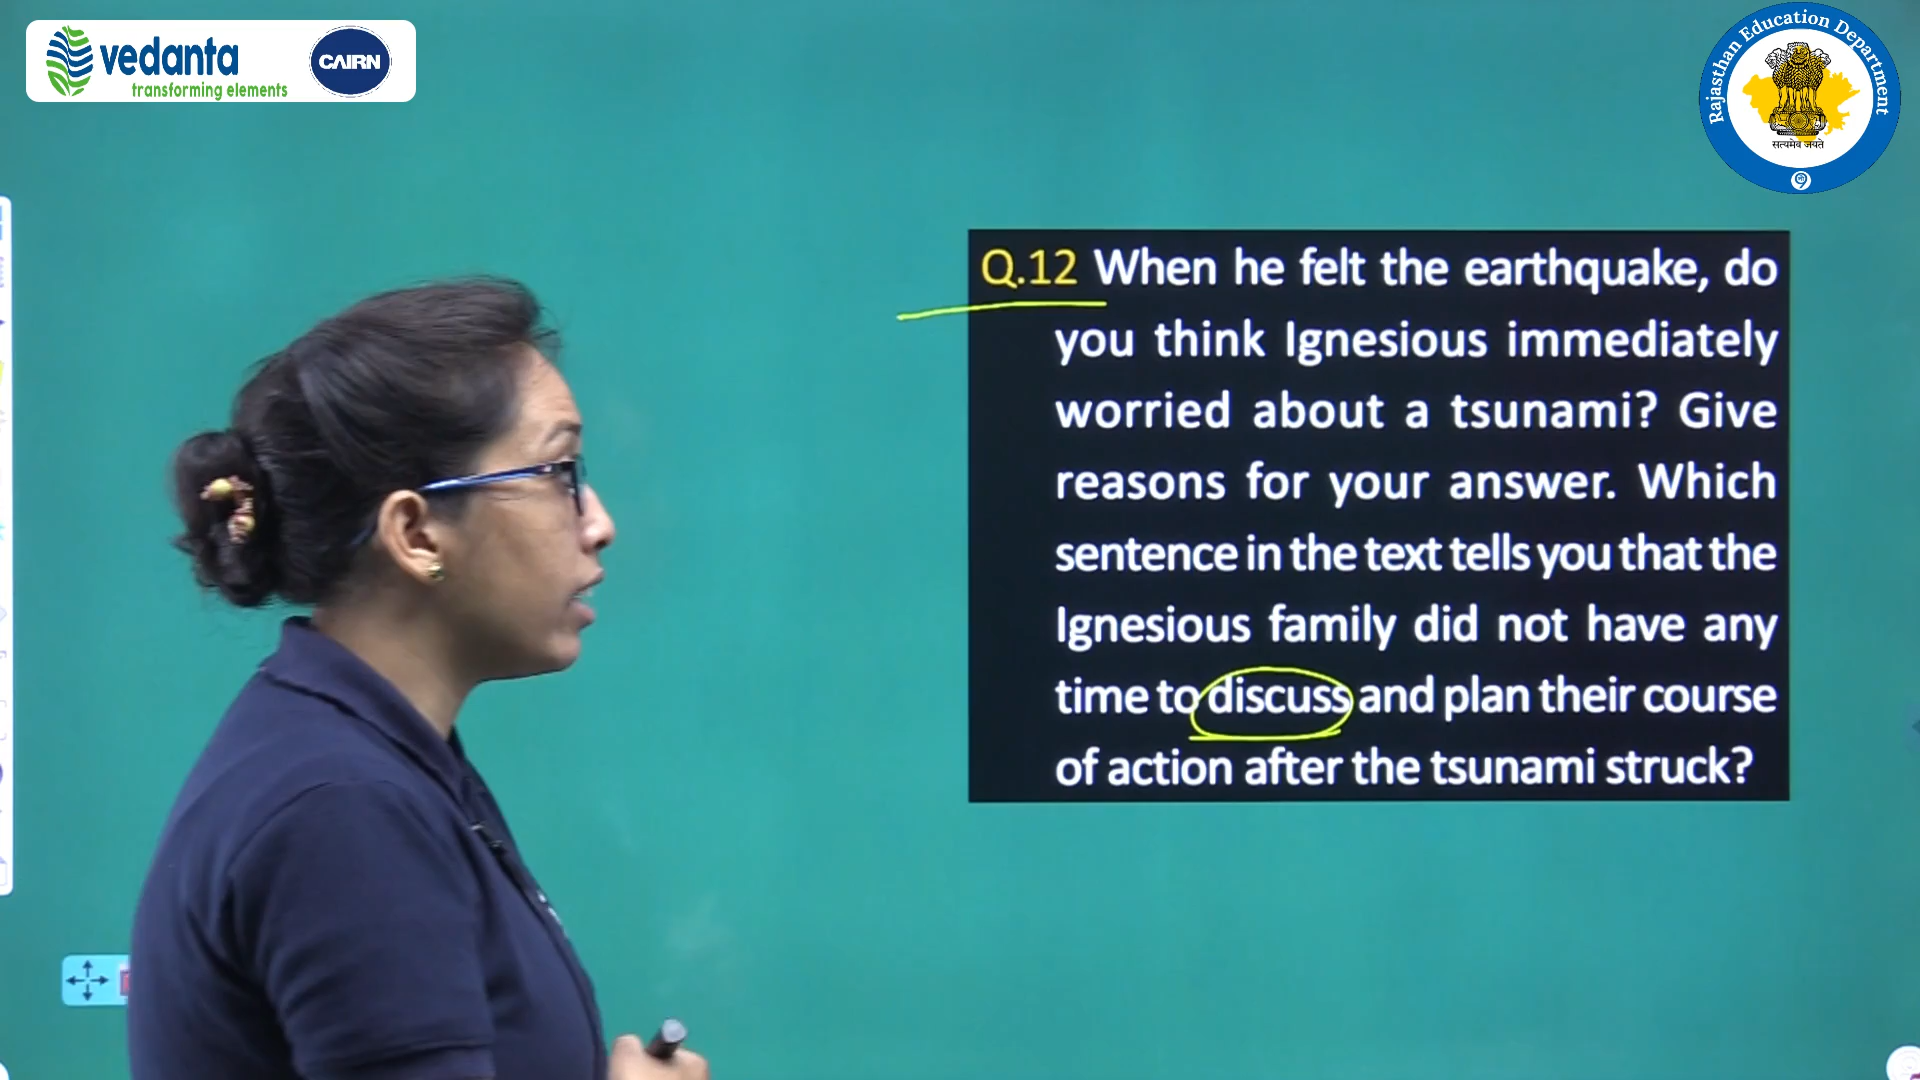 vedanta
transforming elements
CAIRN
Rajasthan Education Department
सत्यमेव जयते
Q.12 When he felt the earthquake, do
you think Ignesious immediately
worried about a tsunami? Give
reasons for your answer. Which
sentence in the text tells you that the
Ignesious family did not have any
time to discuss and plan their course
of action after the tsunami struck?